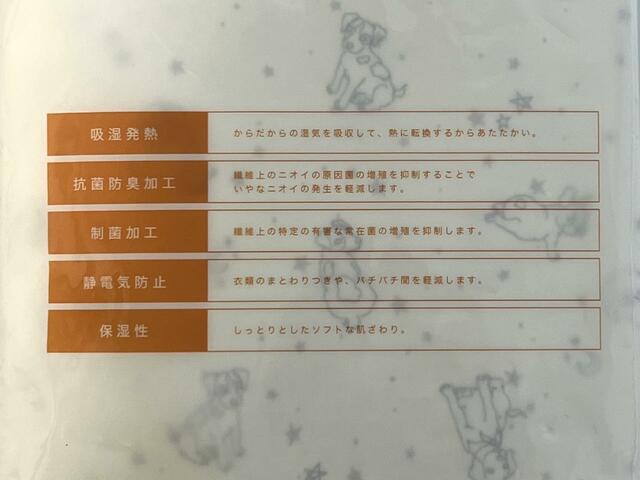 吸湿発熱
からだからの湿気を吸収して、熱に転換するからあたたかい。
抗菌防臭加工
繊維上のニオイの原因菌の増殖を抑制することで
いやなニオイの発生を軽減します。
制菌加工
繊維上の特定の有害な常在菌の増殖を抑制します。
静電気防止
衣類のまとわりつきや、パチパチ間を軽減します。
保湿性
しっとりとしたソフトな肌ざわり。